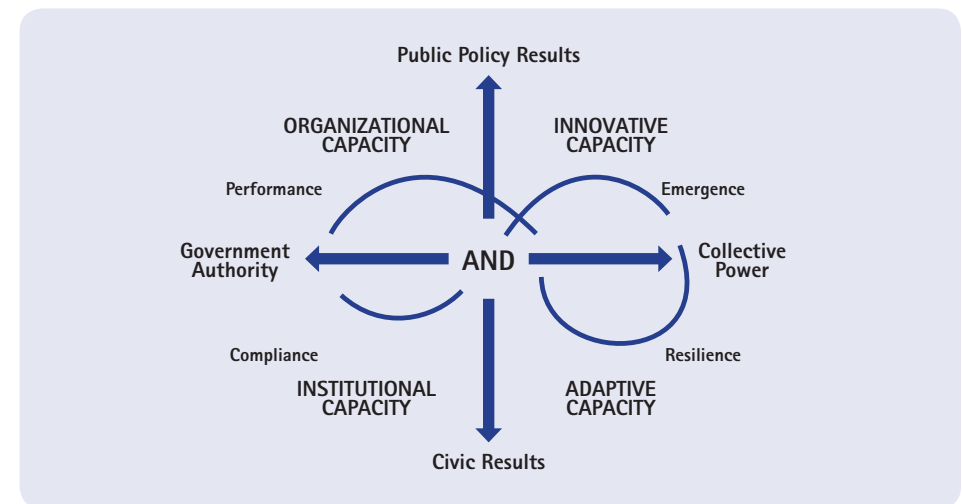 Public Policy Results
ORGANIZATIONAL
CAPACITY
INNOVATIVE
CAPACITY
Performance
Emergence
Government
Authority
AND
Collective
Power
Compliance
Resilience
INSTITUTIONAL
CAPACITY
ADAPTIVE
CAPACITY
Civic Results